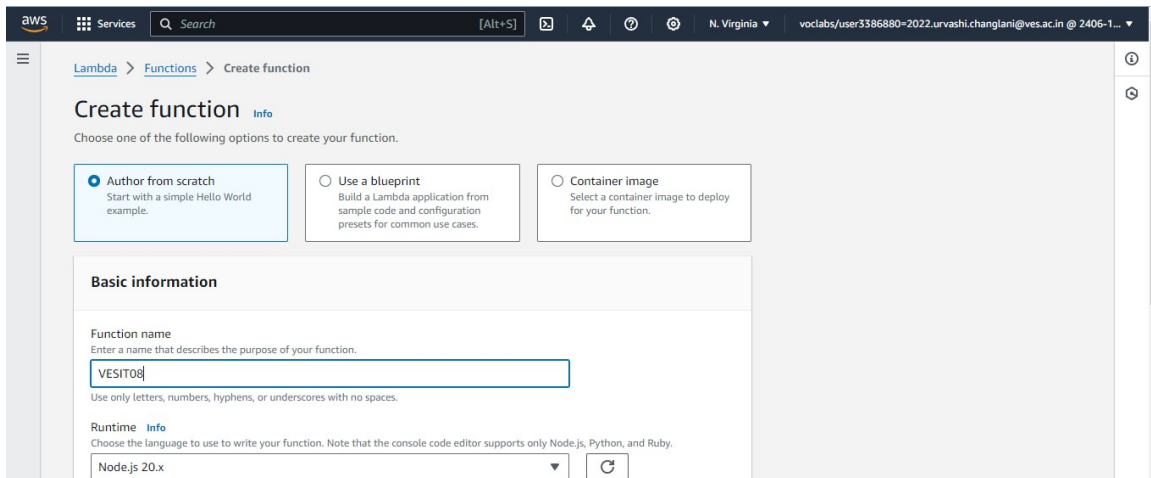 aws Services Search [Alt+S] N. Virginia ▼ voclabs/user3386880=2022.urvashi.changlani@ves.ac.in @ 2406-1... ▼
Lambda > Functions > Create function
Create function Info
Choose one of the following options to create your function.
Author from scratch
Start with a simple Hello World
example.
Use a blueprint
Build a Lambda application from
sample code and configuration
presets for common use cases.
Container image
Select a container image to deploy
for your function.
Basic information
Function name
Enter a name that describes the purpose of your function.
VESIT08
Use only letters, numbers, hyphens, or underscores with no spaces.
Runtime Info
Choose the language to use to write your function. Note that the console code editor supports only Node.js, Python, and Ruby.
Node.js 20.x